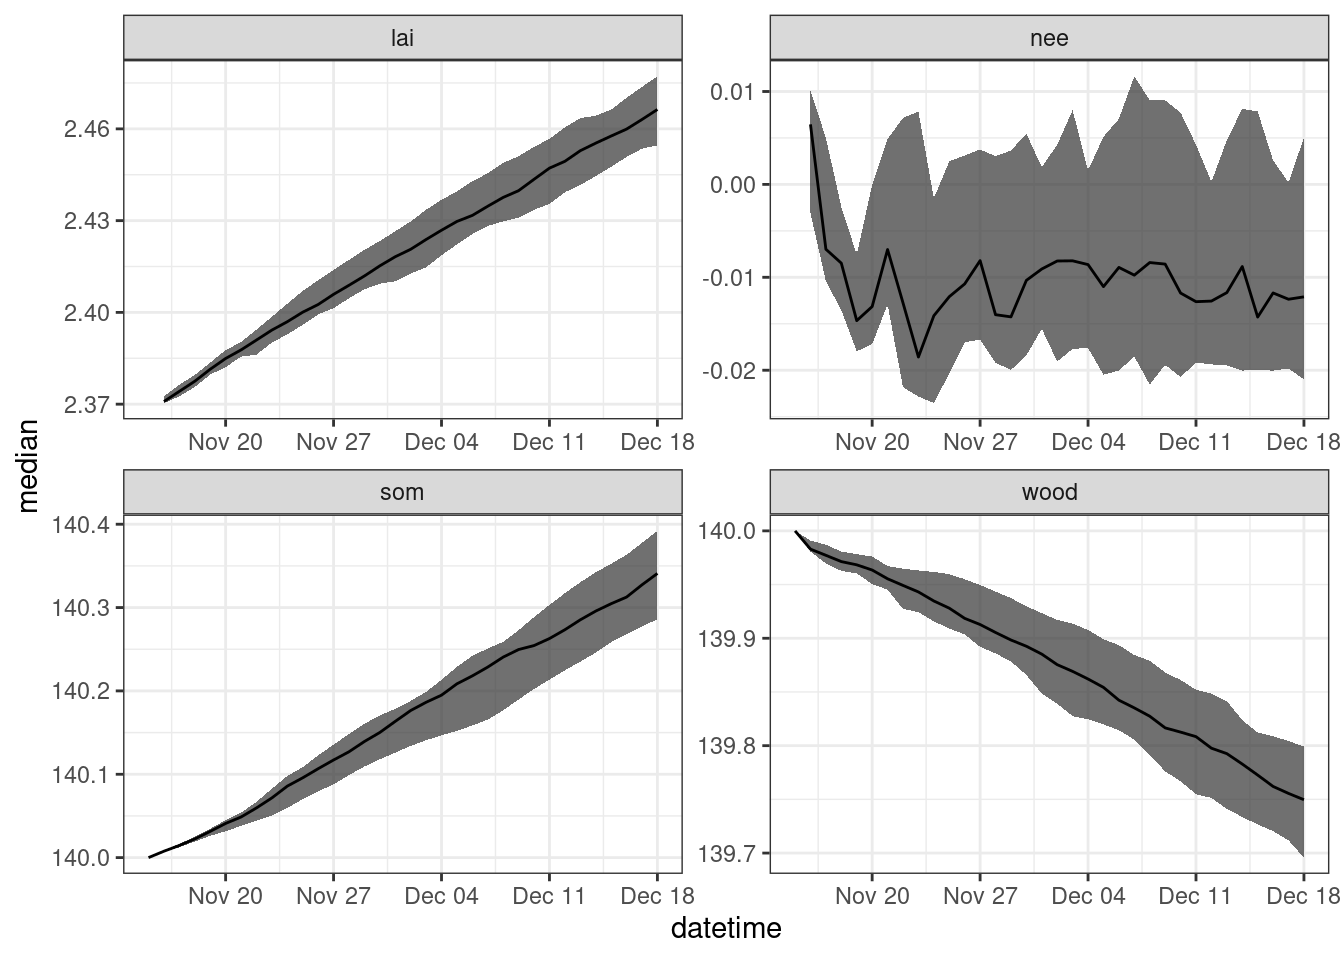 lai
nee
2.46
2.43
2.40
2.37
0.01
0.00
-0.01
-0.02
Nov 20 Nov 27 Dec 04 Dec 11 Dec 18
Nov 20 Nov 27 Dec 04 Dec 11 Dec 18
median
som
wood
140.4
140.3
140.2
140.1
140.0
140.0
139.9
139.8
139.7
Nov 20 Nov 27 Dec 04 Dec 11 Dec 18
Nov 20 Nov 27 Dec 04 Dec 11 Dec 18
datetime